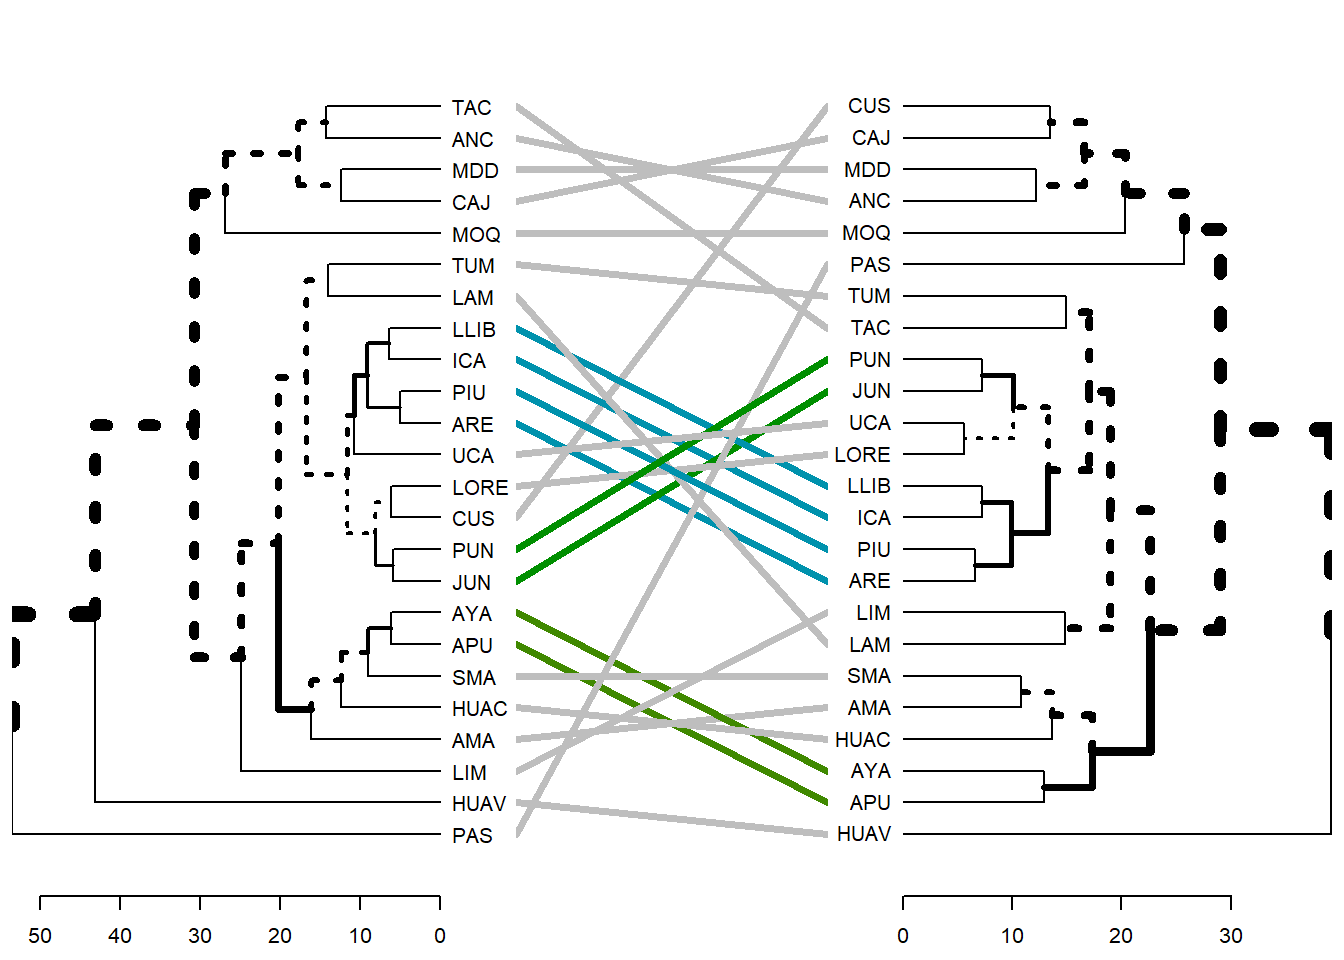 TAC CUS
ANC CAJ
MDD MDD
CAJ ANC
MOQ MOQ
TUM PAS
LAM TUM
LLIB TAC
ICA PUN
PIU JUN
ARE UCA
UCA LORE
LORE LLIB
CUS ICA
PUN PIU
JUN ARE
AYA LIM
APU LAM
SMA SMA
HUAC AMA
AMA HUAC
LIM AYA
HUAV APU
PAS HUAV
50 40 30 20 10 0 0 10 20 30